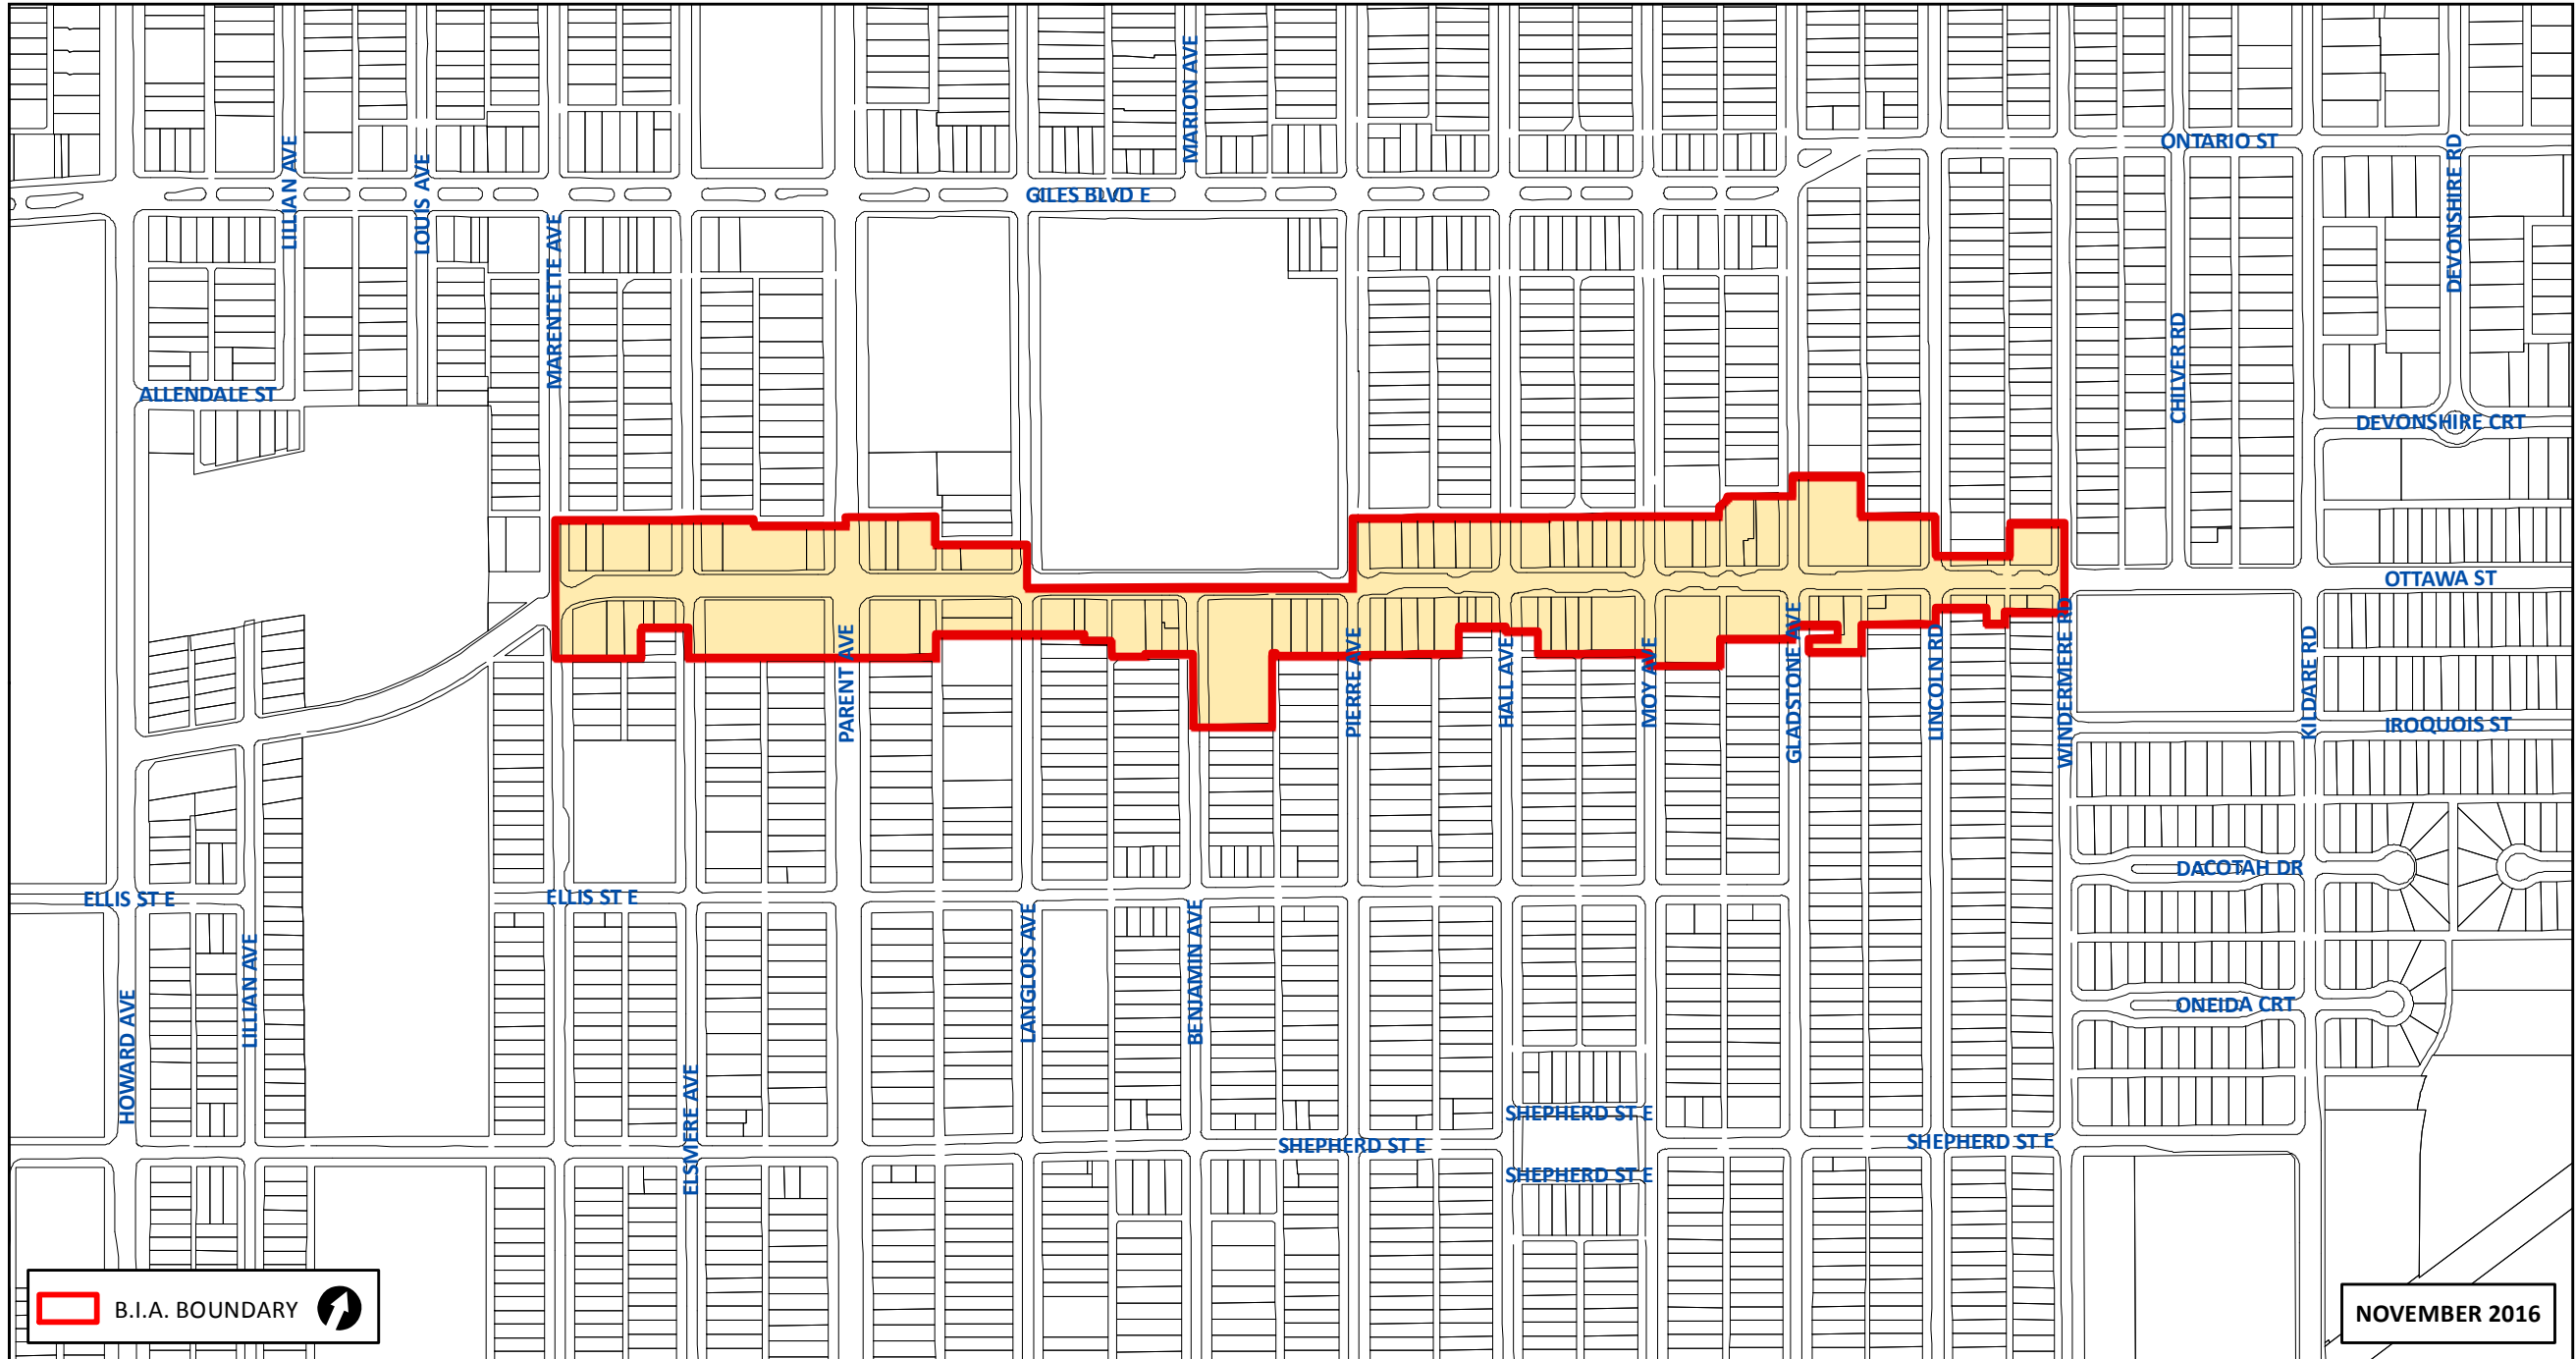 MARION AVE
ONTARIO ST
LILLIAN AVE
LOUIS AVE
DEVONSHIRE RD
GILES BLVD E
MARENTETTE AVE
CHILVER RD
ALLENDALE ST
DEVONSHIRE CRT
OTTAWA ST
PARENT AVE
PIERRE AVE
HALL AVE
MOY AVE
GLADSTONE AVE
LINCOLN RD
WINDERMERE RD
KILDARE RD
IROQUOIS ST
DACOTAH DR
ELLIS ST E
ELLIS ST E
LILLIAN AVE
LANGLOIS AVE
BENJAMIN AVE
ONEIDA CRT
HOWARD AVE
ELSMERE AVE
SHEPHERD ST E
SHEPHERD ST E
SHEPHERD ST E
SHEPHERD ST E
B.I.A. BOUNDARY
NOVEMBER 2016